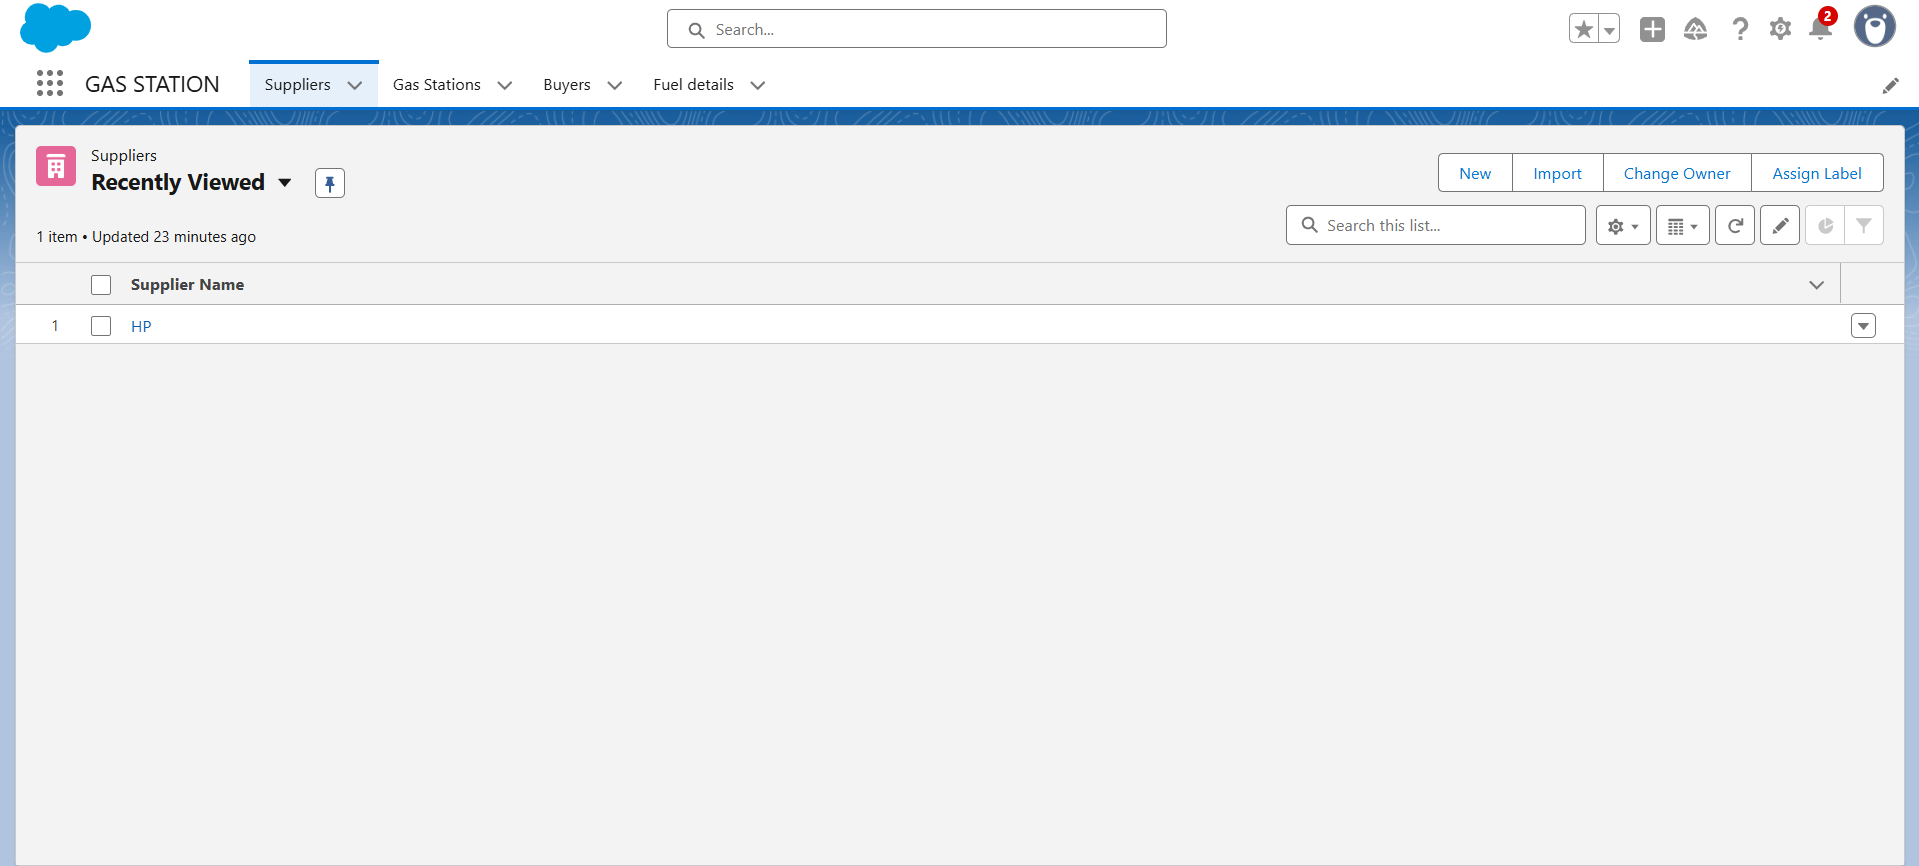 Search...
2
GAS STATION Suppliers Gas Stations Buyers Fuel details
Suppliers
Recently Viewed
New Import Change Owner Assign Label
1 item • Updated 23 minutes ago
Search this list...
Supplier Name
1 HP